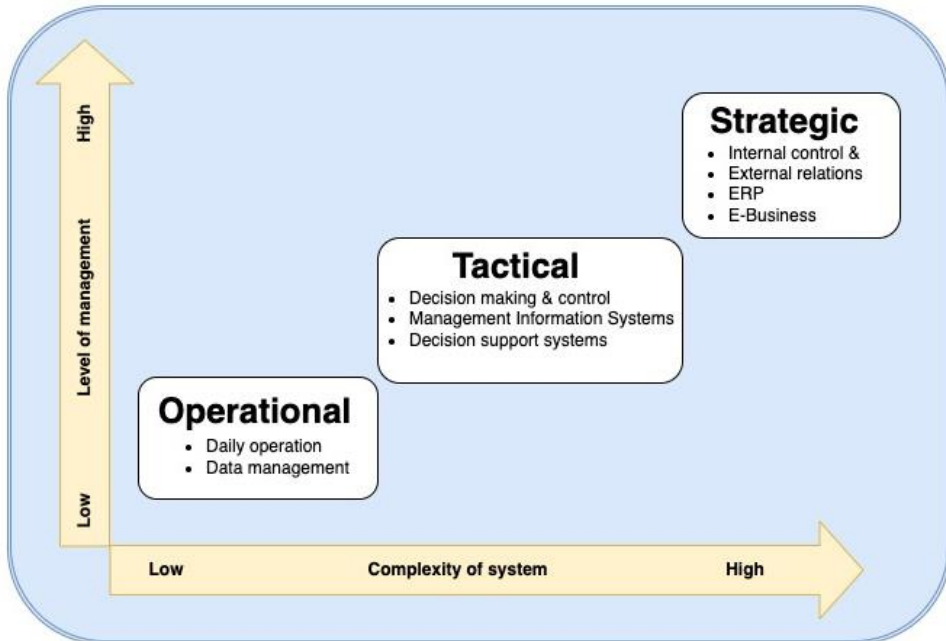 High
Level of management
Low
Strategic
• Internal control &
• External relations
• ERP
• E-Business
Tactical
• Decision making & control
• Management Information Systems
• Decision support systems
Operational
• Daily operation
• Data management
Low
Complexity of system
High